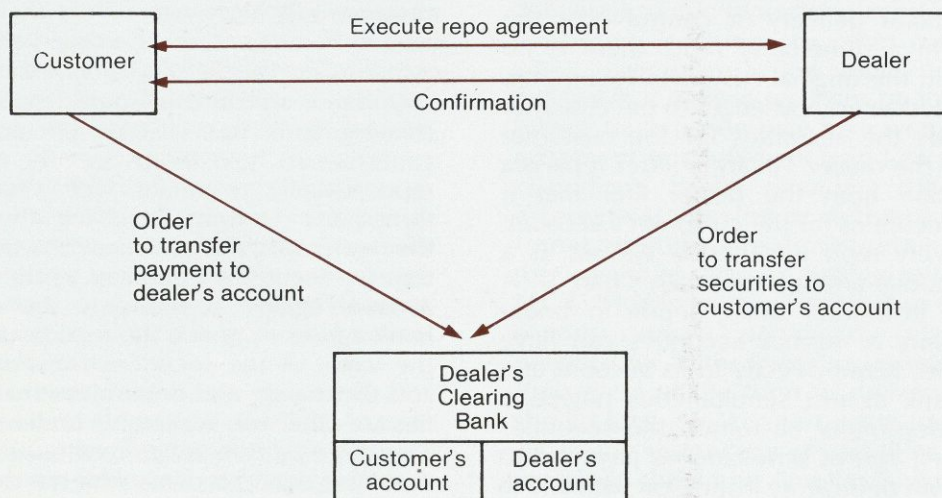 Customer
Execute repo agreement
Dealer
Confirmation
Order
to transfer
payment to
dealer's account
Order
to transfer
securities to
customer's account
Dealer's
Clearing
Bank
Customer's
account
Dealer's
account